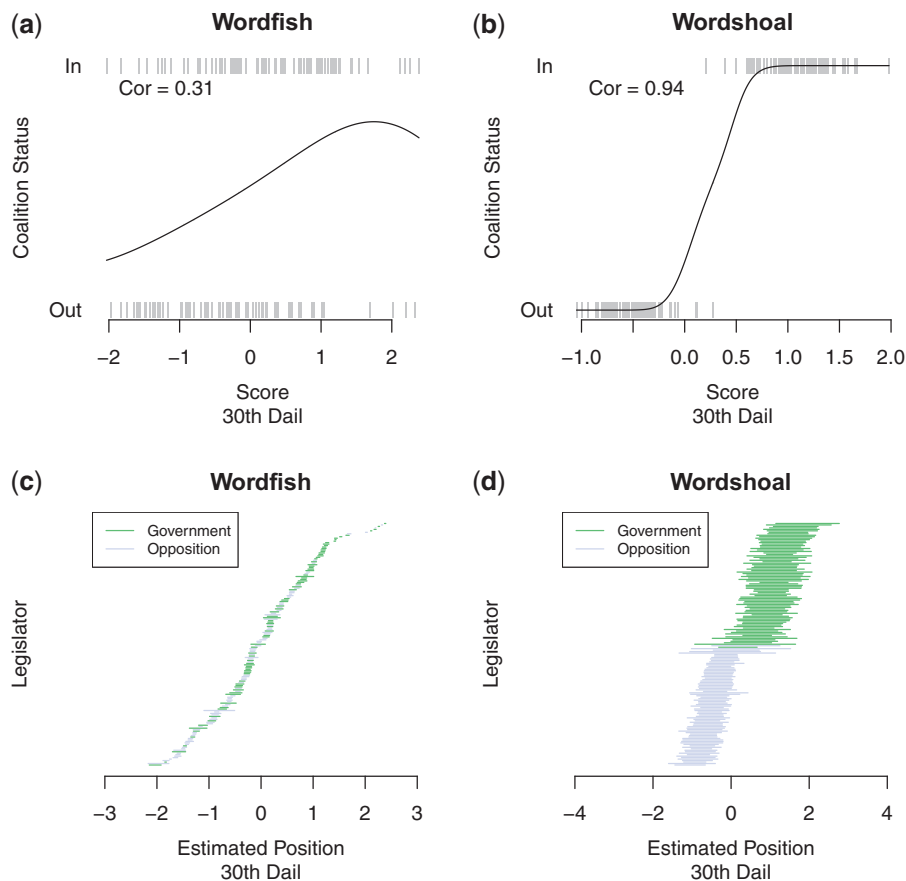 (a)
Wordfish
In
Cor = 0.31
Coalition Status
Out
−2 −1 0 1 2
Score
30th Dail
(b)
Wordshoal
In
Cor = 0.94
Coalition Status
Out
−1.0 0.0 0.5 1.0 1.5 2.0
Score
30th Dail
(c)
Wordfish
Government
Opposition
Legislator
−3 −2 −1 0 1 2 3
Estimated Position
30th Dail
(d)
Wordshoal
Government
Opposition
Legislator
−4 −2 0 2 4
Estimated Position
30th Dail